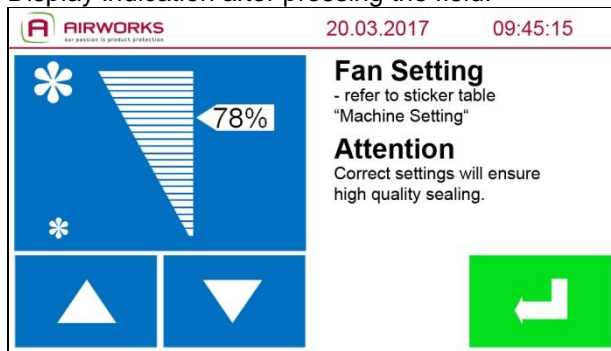 Display indication after pressing the field:
AIRWORKS
our passion is product protection
20.03.2017
09:45:15
78%
Fan Setting
- refer to sticker table
“Machine Setting“
Attention
Correct settings will ensure
high quality sealing.